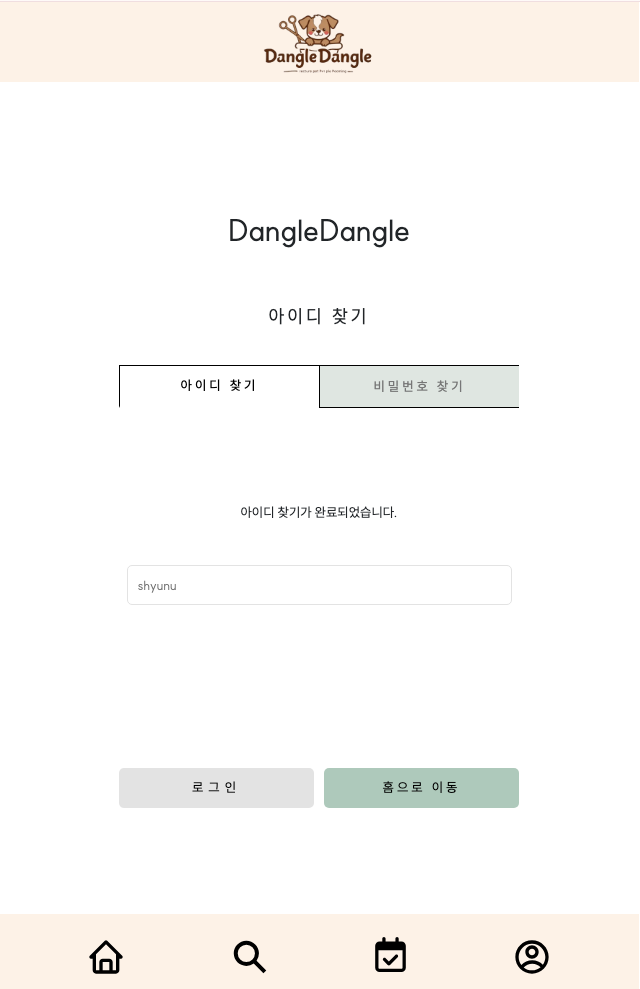 DangleDangle
DangleDangle
아이디 찾기
아이디 찾기
비밀번호 찾기
아이디 찾기가 완료되었습니다.
shyunu
로그인
홈으로 이동